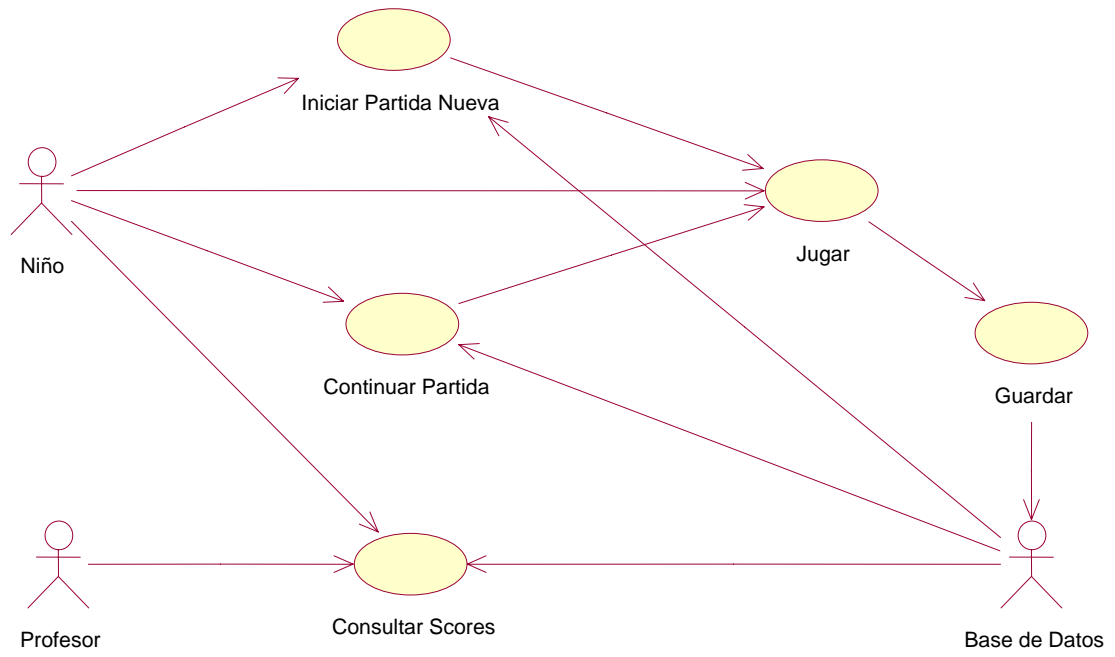 Iniciar Partida Nueva
Niño
Jugar
Continuar Partida
Guardar
Profesor
Consultar Scores
Base de Datos